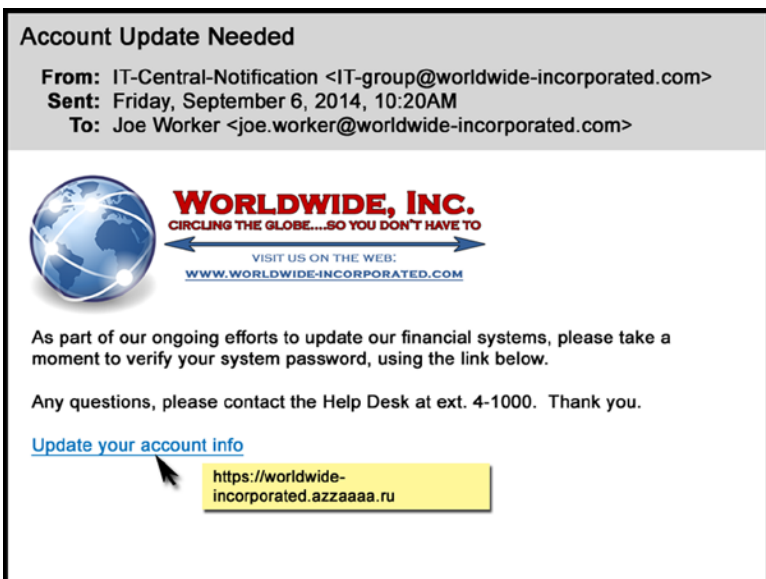 Account Update Needed
From: IT-Central-Notification <IT-group@worldwide-incorporated.com>
Sent: Friday, September 6, 2014, 10:20AM
To: Joe Worker <joe.worker@worldwide-incorporated.com>
WORLDWIDE, INC.
CIRCLING THE GLOBE....SO YOU DON'T HAVE TO
VISIT US ON THE WEB:
WWW.WORLDWIDE-INCORPORATED.COM
As part of our ongoing efforts to update our financial systems, please take a
moment to verify your system password, using the link below.
Any questions, please contact the Help Desk at ext. 4-1000.  Thank you.
Update your account info
https://worldwide-
incorporated.azzaaaa.ru